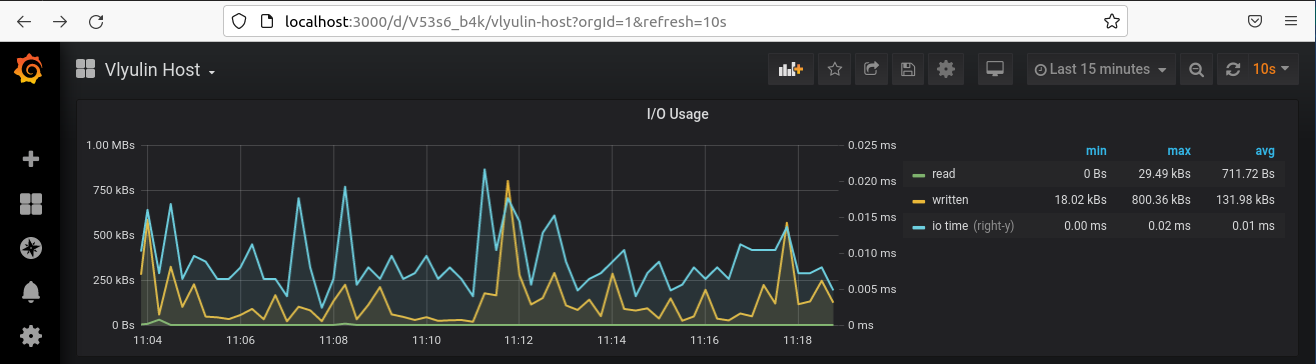 localhost:3000/d/V53s6_b4k/vlyulin-host?orgId=1&refresh=10s
Vlyulin Host
Last 15 minutes
10s
I/O Usage
1.00 MBs
750 kBs
500 kBs
250 kBs
0 Bs
0.025 ms
0.020 ms
0.015 ms
0.010 ms
0.005 ms
0 ms
11:04 11:06 11:08 11:10 11:12 11:14 11:16 11:18
min max avg
read 0 Bs 29.49 kBs 711.72 Bs
written 18.02 kBs 800.36 kBs 131.98 kBs
io time (right-y) 0.00 ms 0.02 ms 0.01 ms